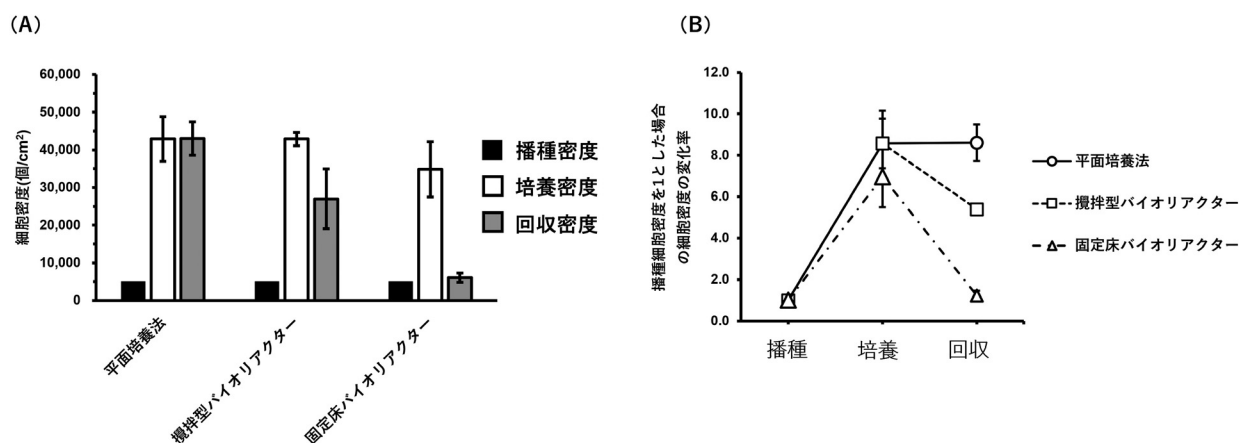 (A)
細胞密度(個/cm²)
60,000
50,000
40,000
30,000
20,000
10,000
0
平面培養法
攪拌型バイオリアクター
固定床バイオリアクター
播種密度
培養密度
回収密度
(B)
播種細胞密度を1とした場合
の細胞密度の変化率
12.0
10.0
8.0
6.0
4.0
2.0
0.0
播種
培養
回収
平面培養法
攪拌型バイオリアクター
固定床バイオリアクター